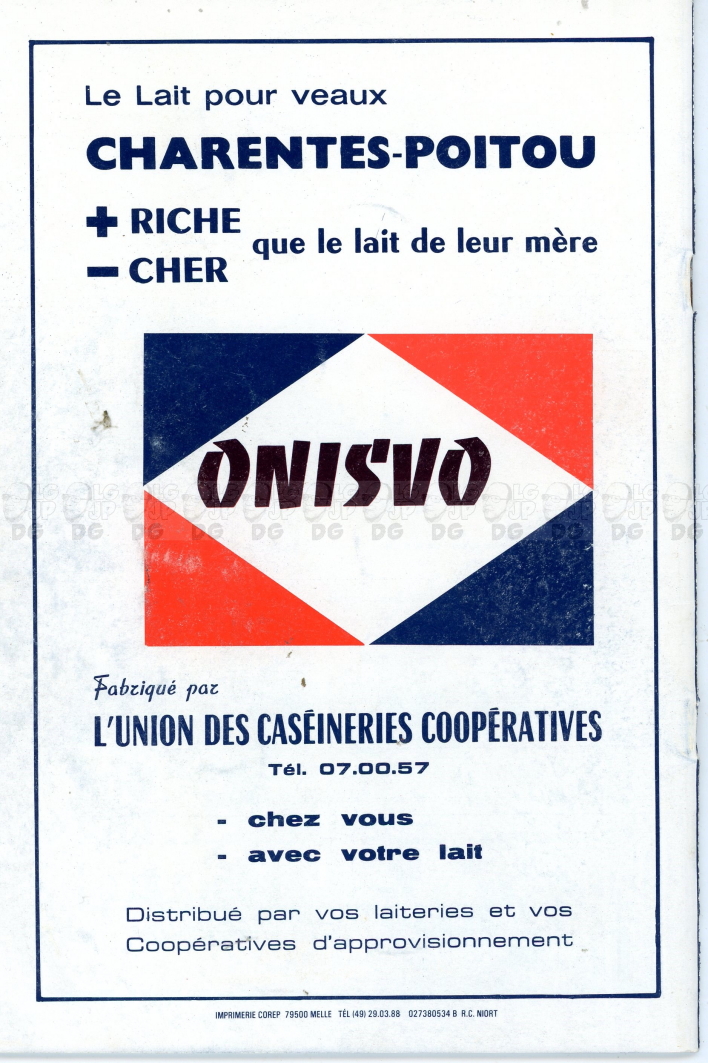 Le Lait pour veaux
CHARENTES-POITOU
+ RICHE
− CHER
que le lait de leur mère
ONISVO
Fabriqué par
L'UNION DES CASÉINERIES COOPÉRATIVES
Tél. 07.00.57
- chez vous
- avec votre lait
Distribué par vos laiteries et vos
Coopératives d'approvisionnement
IMPRIMERIE COREP 79500 MELLE TÉL (49) 29.03.88 027380534 B R.C. NIORT